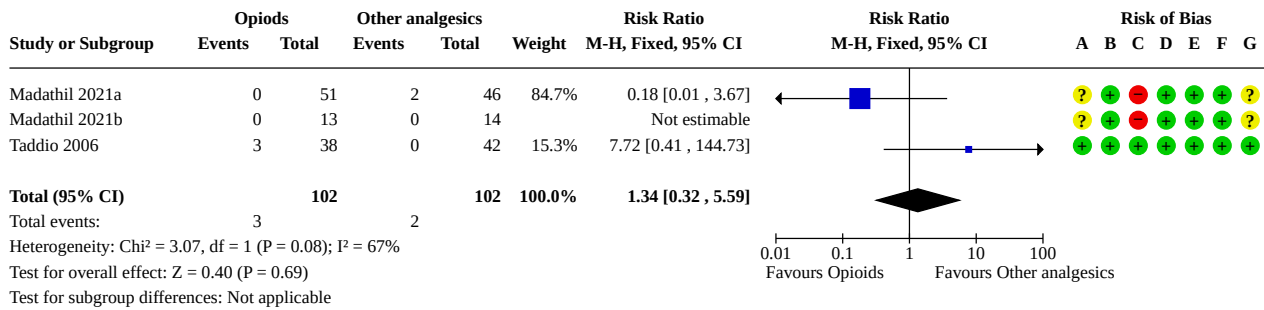 Opiods Other analgesics Risk Ratio Risk Ratio Risk of Bias
Study or Subgroup Events Total Events Total Weight M-H, Fixed, 95% CI M-H, Fixed, 95% CI A B C D E F G
Madathil 2021a 0 51 2 46 84.7% 0.18 [0.01 , 3.67] ? + − + + + ?
Madathil 2021b 0 13 0 14 Not estimable ? + − + + + ?
Taddio 2006 3 38 0 42 15.3% 7.72 [0.41 , 144.73] + + + + + + +
Total (95% CI) 102 102 100.0% 1.34 [0.32 , 5.59]
Total events: 3 2
Heterogeneity: Chi² = 3.07, df = 1 (P = 0.08); I² = 67%
0.01 0.1 1 10 100
Test for overall effect: Z = 0.40 (P = 0.69) Favours Opioids Favours Other analgesics
Test for subgroup differences: Not applicable